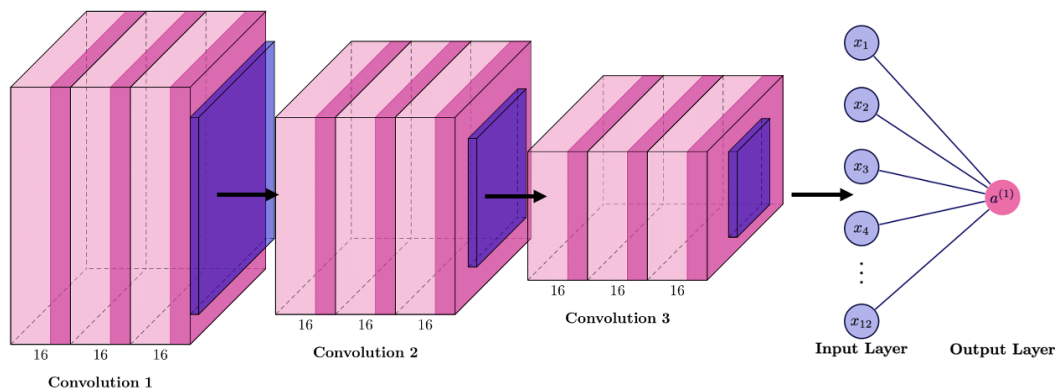 16 16 16
Convolution 1
16 16 16
Convolution 2
16 16 16
Convolution 3
x₁
x₂
x₃
x₄
⋮
x₁₂
Input Layer
a⁽¹⁾
Output Layer